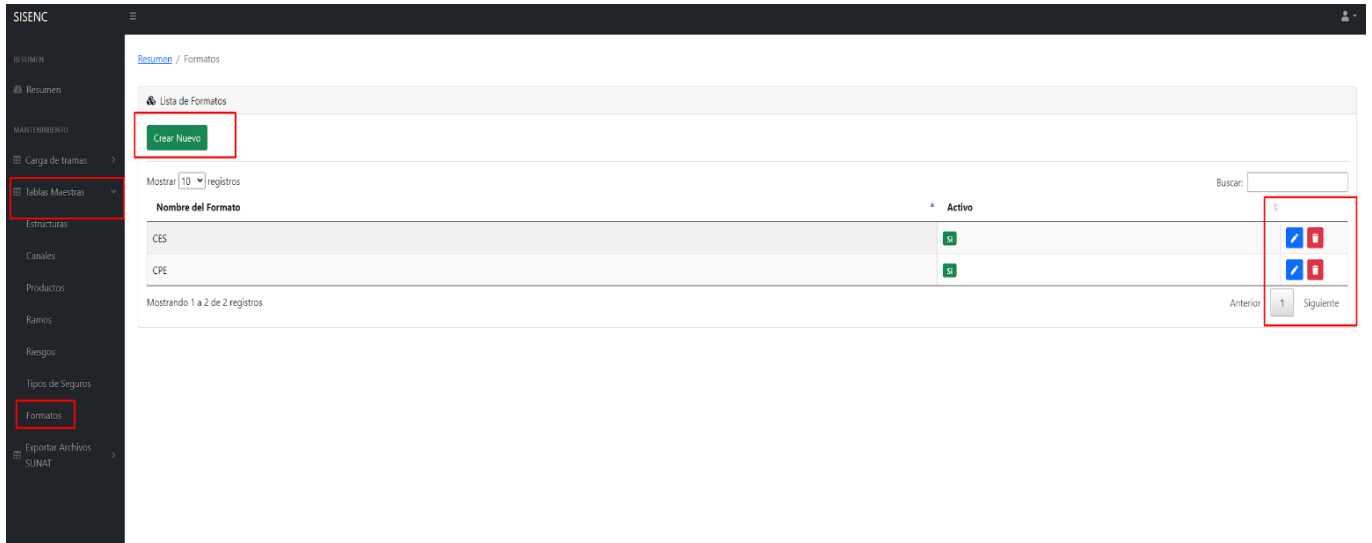 SISENC
RESUMEN
Resumen
MANTENIMIENTO
Carga de tramas
Tablas Maestras
Estructuras
Canales
Productos
Ramos
Riesgos
Tipos de Seguros
Formatos
Exportar Archivos
SUNAT
Resumen / Formatos
Lista de Formatos
Crear Nuevo
Mostrar 10 registros
Buscar:
Nombre del Formato Activo
CES Si
CPE Si
Mostrando 1 a 2 de 2 registros
Anterior 1 Siguiente